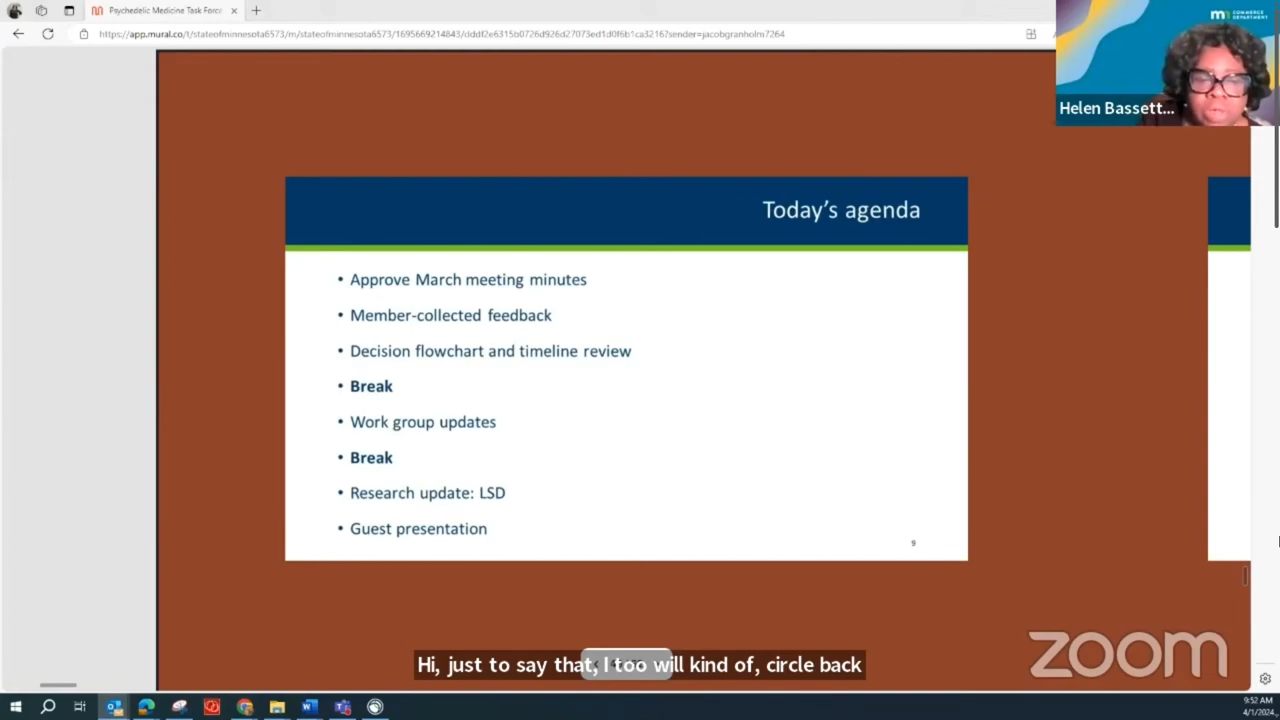 Psychedelic Medicine Task Force
https://app.mural.co/t/stateofminnesota6573/m/stateofminnesota6573/1695669214843/dddf2e6315b0726d926d27073ed1d0f6b1ca3216?sender=jacobgranholm7264
COMMERCE
DEPARTMENT
Helen Bassett...
Today's agenda
• Approve March meeting minutes
• Member-collected feedback
• Decision flowchart and timeline review
• Break
• Work group updates
• Break
• Research update: LSD
• Guest presentation
9
zoom
Hi, just to say that, I too will kind of, circle back
9:52 AM
4/1/2024